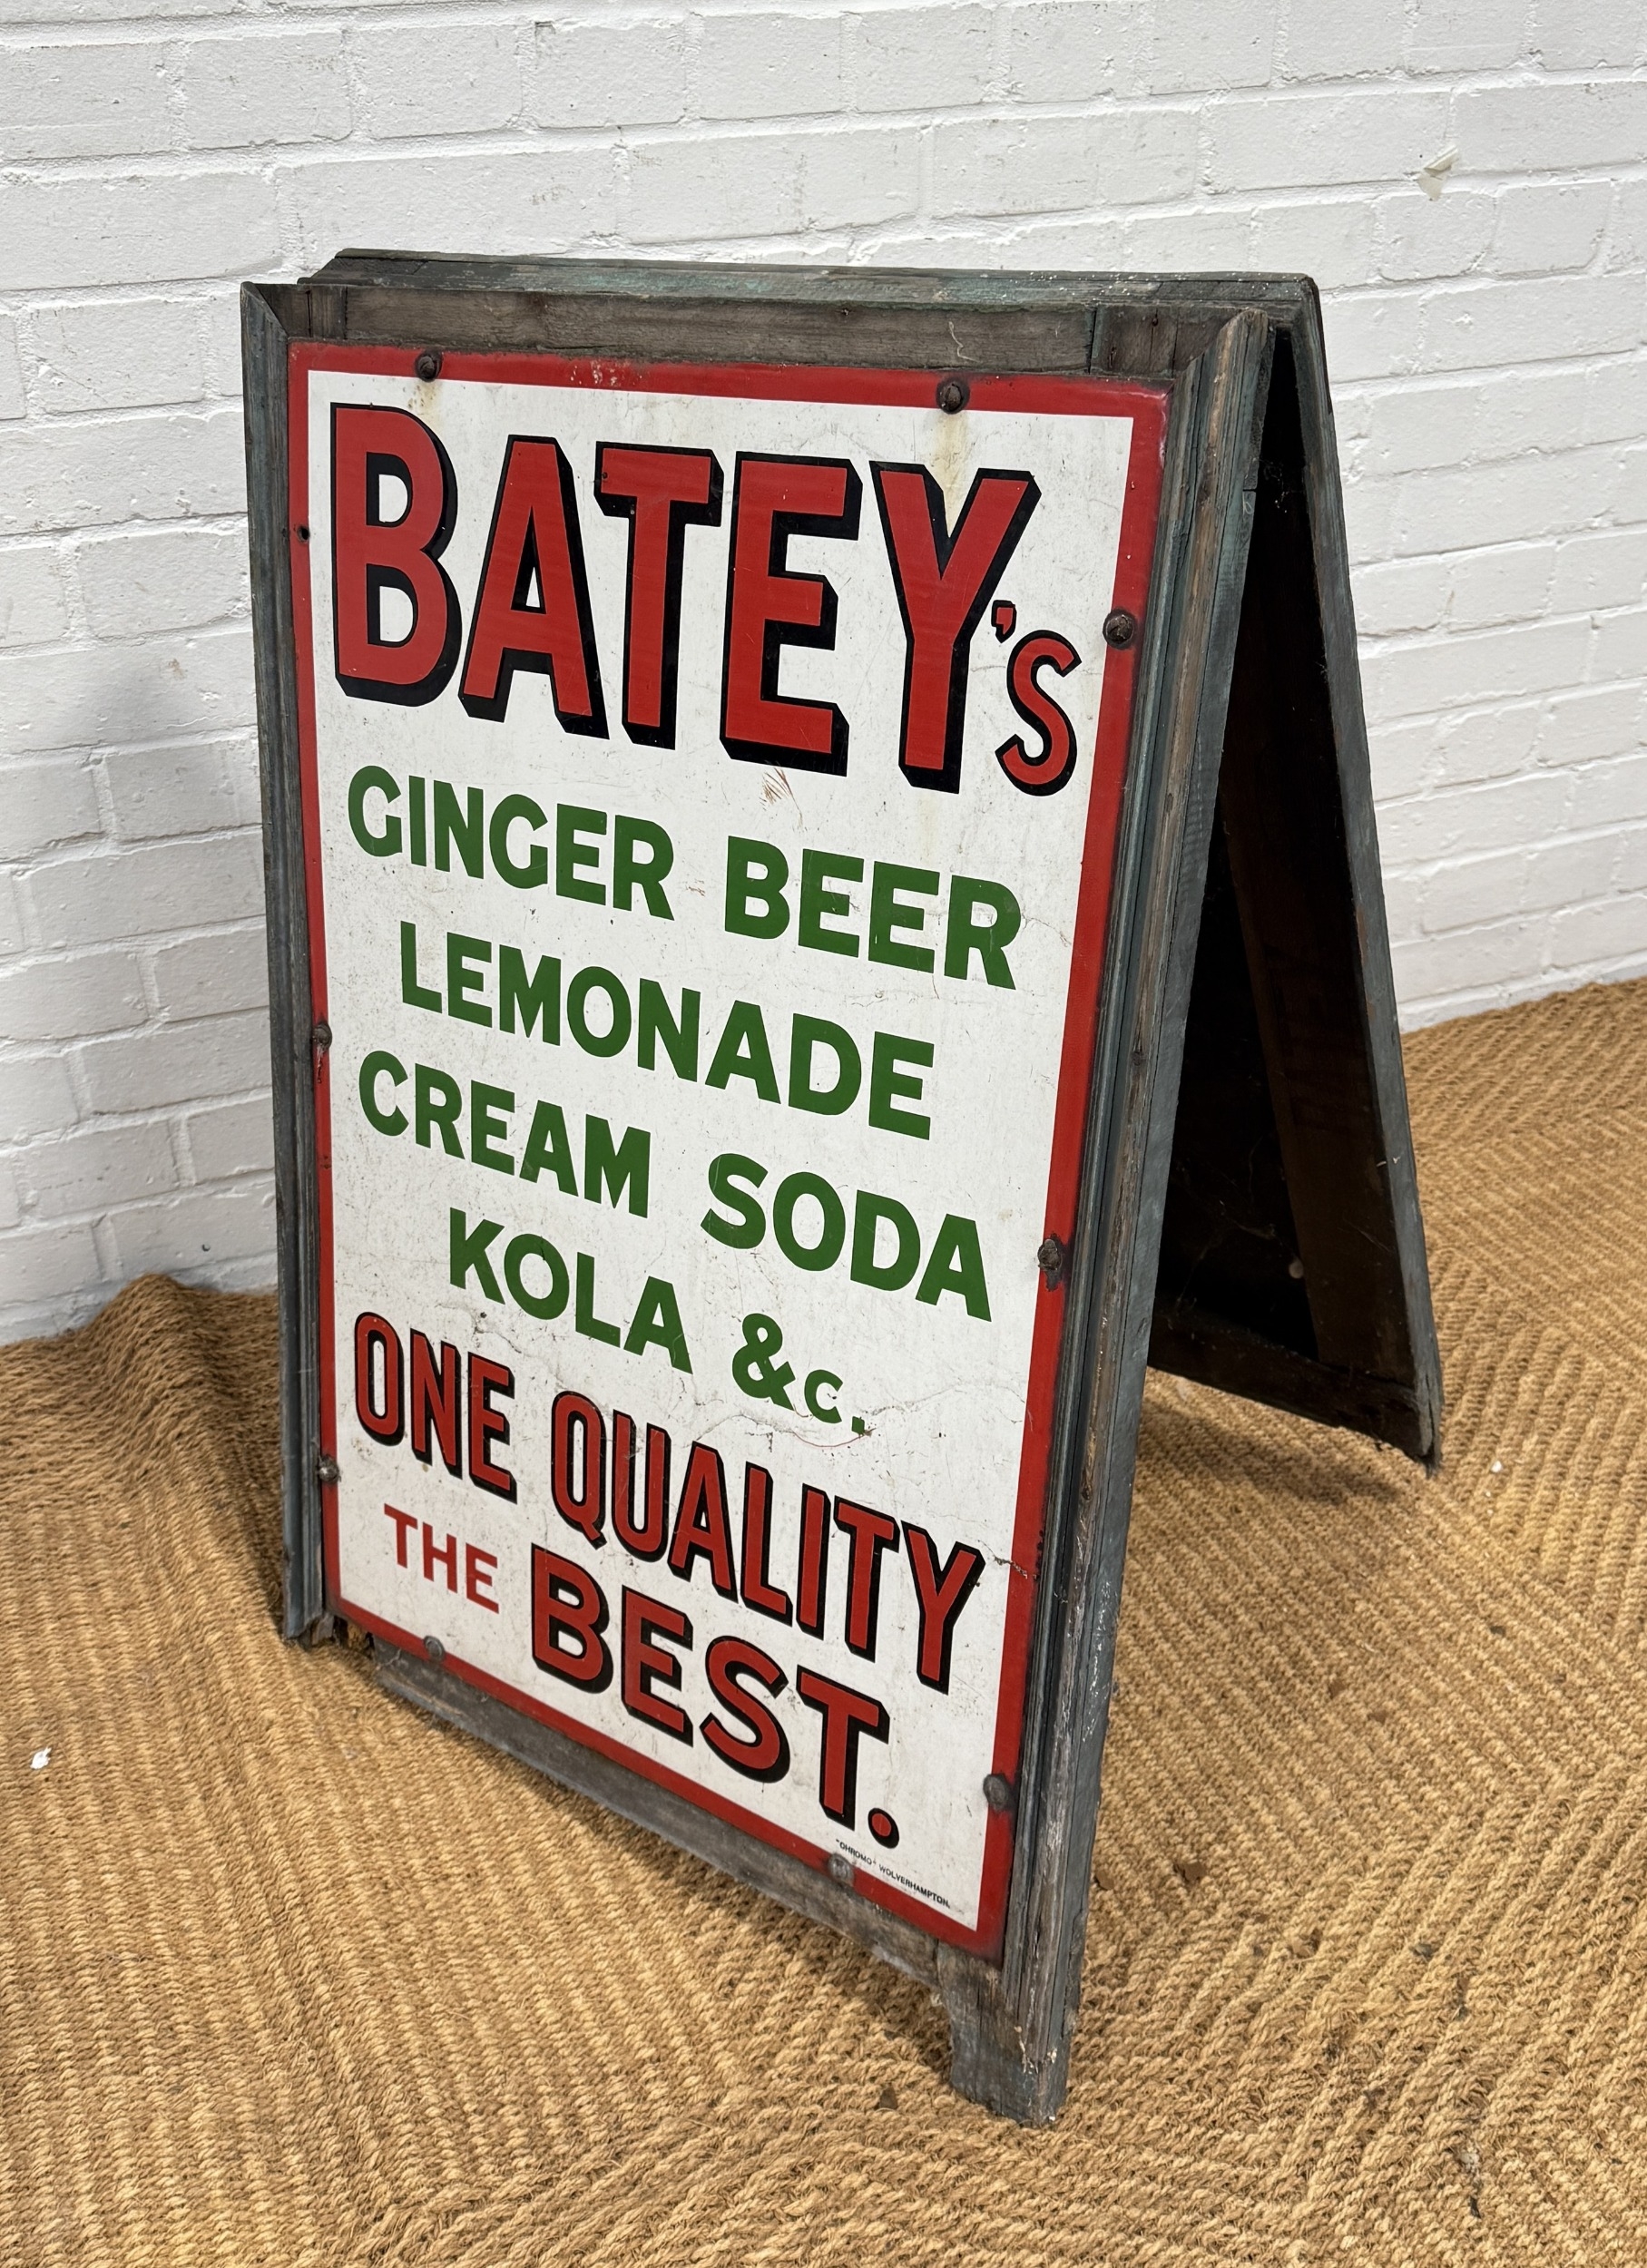 BATEY'S
GINGER BEER
LEMONADE
CREAM SODA
KOLA &c.
ONE QUALITY
THE BEST.
"CHROMO" WOLVERHAMPTON.